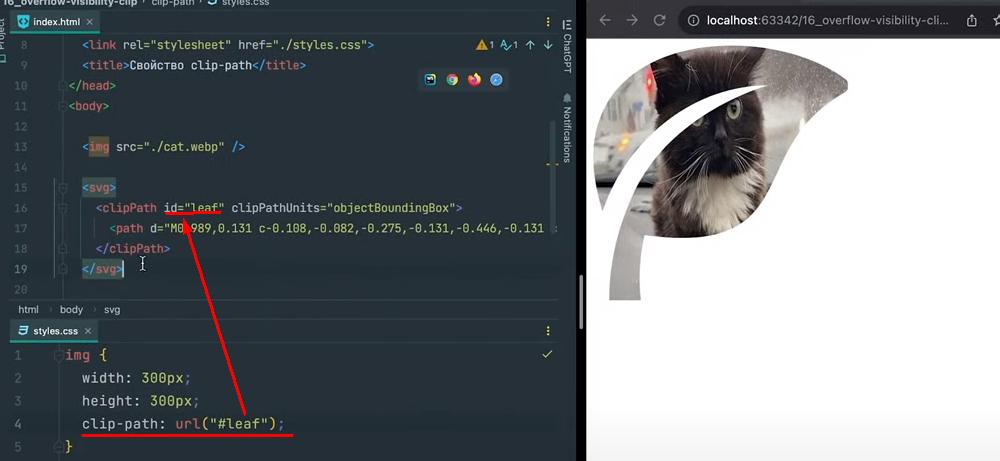 16_overflow-visibility-clip › clip-path › styles.css
index.html ×
8 <link rel="stylesheet" href="./styles.css">
1 1
9 <title>Свойство clip-path</title>
10 </head>
11 <body>
12
13 <img src="./cat.webp" />
14
15 <svg>
16 <clipPath id="leaf" clipPathUnits="objectBoundingBox">
17 <path d="M0.989,0.131 c-0.108,-0.082,-0.275,-0.131,-0.446,-0.131
18 </clipPath>
19 </svg>
20
html › body › svg
styles.css ×
1 img {
2 width: 300px;
3 height: 300px;
4 clip-path: url("#leaf");
5 }
Project
ChatGPT
Notifications
localhost:63342/16_overflow-visibility-cli...